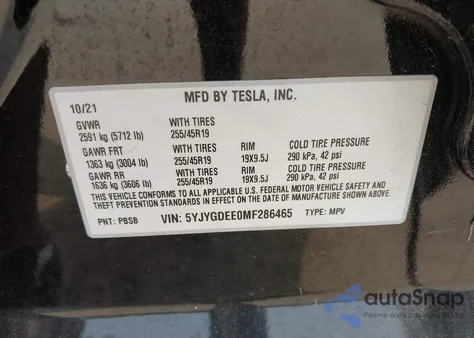 MFD BY TESLA, INC.
10/21
GVWR WITH TIRES
2591 kg (5712 lb) 255/45R19
GAWR FRT WITH TIRES RIM COLD TIRE PRESSURE
1363 kg (3004 lb) 255/45R19 19X9.5J 290 kPa, 42 psi
GAWR RR WITH TIRES RIM COLD TIRE PRESSURE
1636 kg (3606 lb) 255/45R19 19X9.5J 290 kPa, 42 psi
THIS VEHICLE CONFORMS TO ALL APPLICABLE U.S. FEDERAL MOTOR VEHICLE SAFETY AND
THEFT PREVENTION STANDARDS IN EFFECT ON THE DATE OF MANUFACTURE SHOWN ABOVE.
PNT: PBSB VIN: 5YJYGDEE0MF286465 TYPE: MPV
autoSnap
Pewne auta z